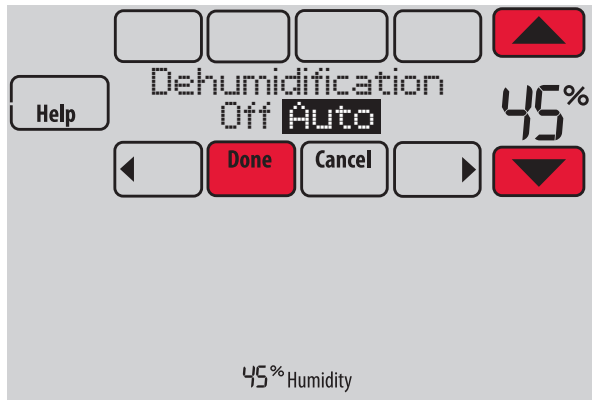 Dehumidification
Off Auto
45%
Help
Done Cancel
45% Humidity